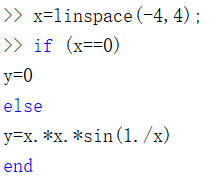 >> x=linspace(-4,4);
>> if (x==0)
y=0
else
y=x.*x.*sin(1./x)
end